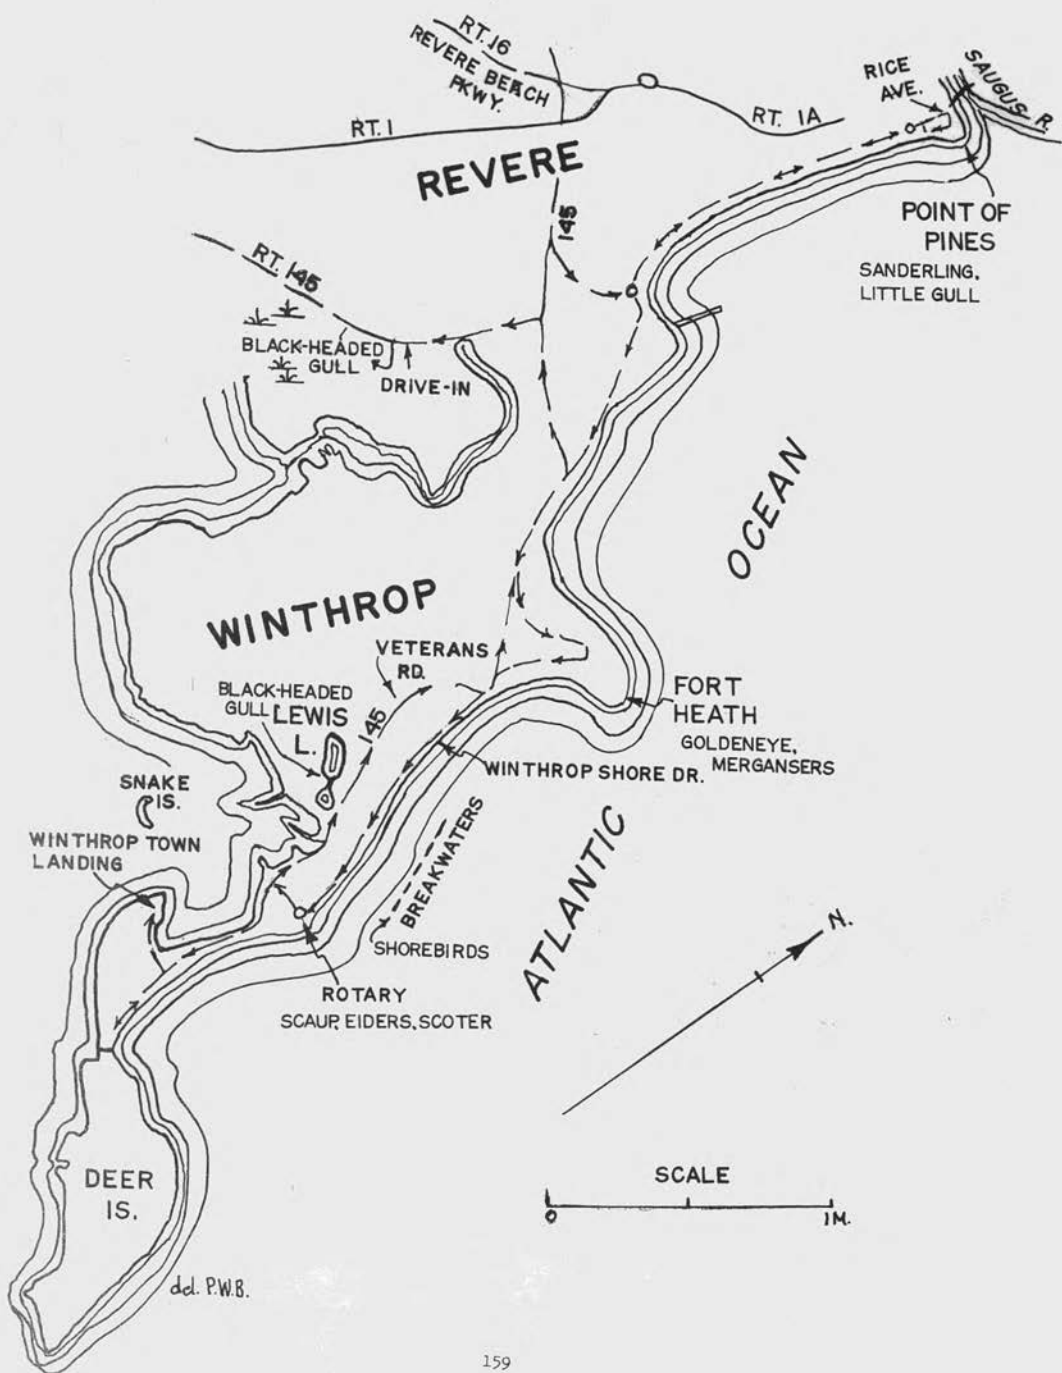 RT. 16
REVERE BEACH
PKWY.
RT. 1
RT. 1A
RICE
AVE.
SAUGUS R.
REVERE
145
POINT OF
PINES
SANDERLING,
LITTLE GULL
RT. 145
BLACK-HEADED
GULL
DRIVE-IN
OCEAN
WINTHROP
VETERANS
RD.
BLACK-HEADED
GULL
LEWIS
L.
145
FORT
HEATH
GOLDENEYE,
MERGANSERS
WINTHROP SHORE DR.
SNAKE
IS.
WINTHROP TOWN
LANDING
BREAKWATERS
SHOREBIRDS
ATLANTIC
N.
ROTARY
SCAUP, EIDERS, SCOTER
SCALE
0
1M.
DEER
IS.
del. P.W.B.
159